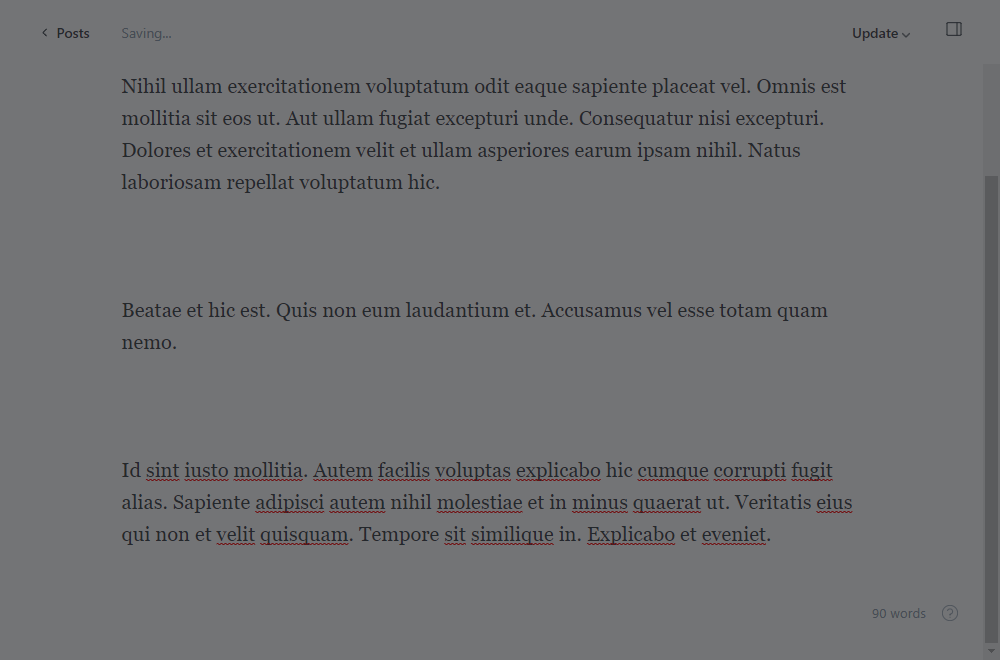 Posts
Saving...
Update
Nihil ullam exercitationem voluptatum odit eaque sapiente placeat vel. Omnis est
mollitia sit eos ut. Aut ullam fugiat excepturi unde. Consequatur nisi excepturi.
Dolores et exercitationem velit et ullam asperiores earum ipsam nihil. Natus
laboriosam repellat voluptatum hic.
Beatae et hic est. Quis non eum laudantium et. Accusamus vel esse totam quam
nemo.
Id sint iusto mollitia. Autem facilis voluptas explicabo hic cumque corrupti fugit
alias. Sapiente adipisci autem nihil molestiae et in minus quaerat ut. Veritatis eius
qui non et velit quisquam. Tempore sit similique in. Explicabo et eveniet.
90 words ?